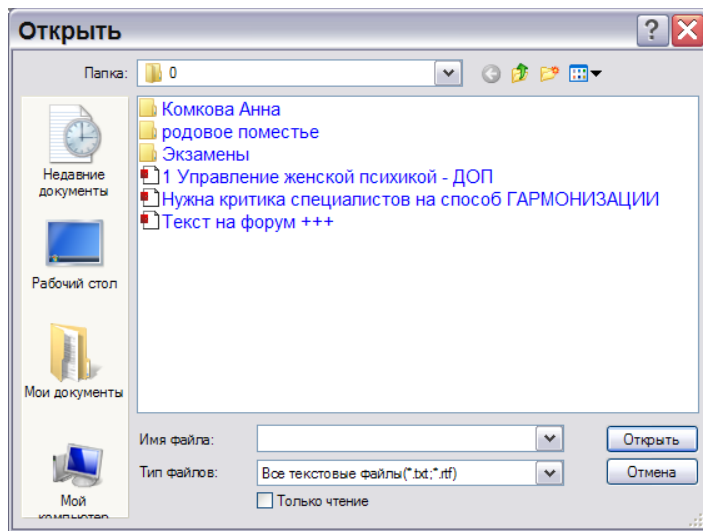 Открыть
Папка: 0
Комкова Анна
родовое поместье
Экзамены
1 Управление женской психикой - ДОП
Нужна критика специалистов на способ ГАРМОНИЗАЦИИ
Текст на форум +++
Недавние
документы
Рабочий стол
Мои документы
Мой
компьютер
Имя файла:
Открыть
Тип файлов: Все текстовые файлы(*.txt;*.rtf)
Отмена
Только чтение